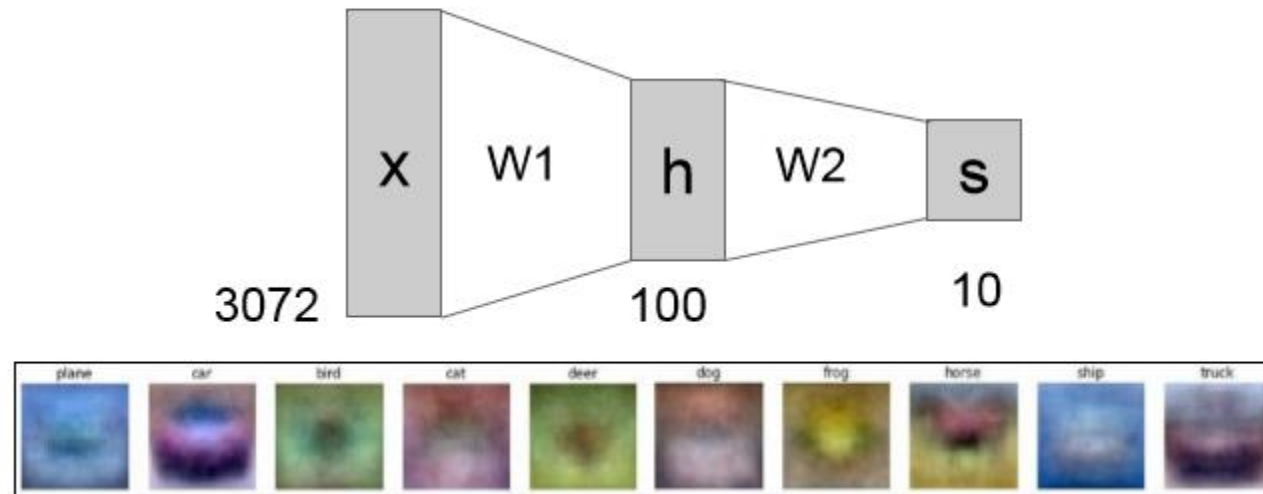 x W1 h W2 s
3072 100 10
plane car bird cat deer dog frog horse ship truck